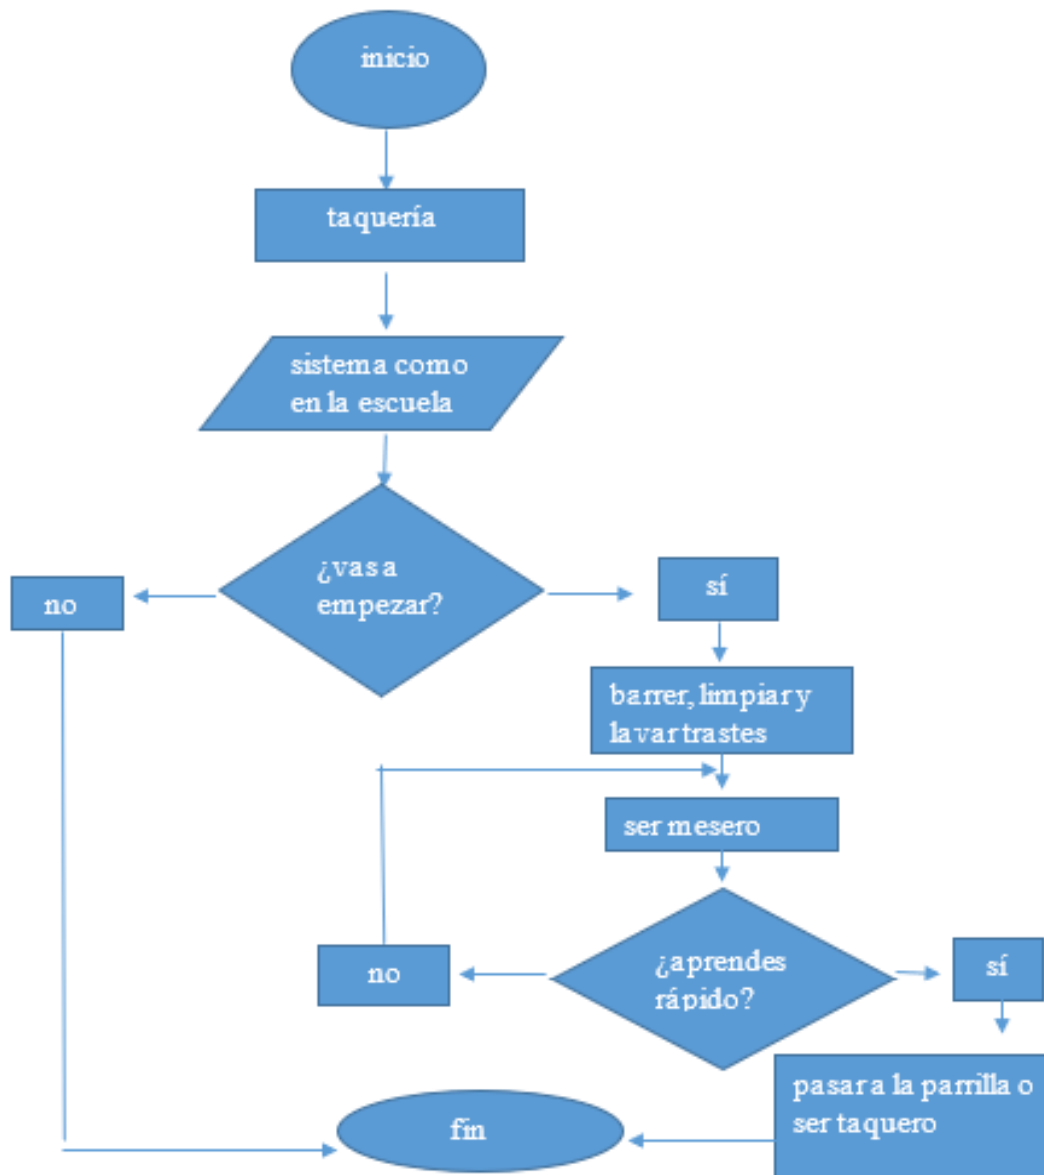 inicio
taquería
sistema como
en la escuela
¿vas a
empezar?
no
sí
barrer, limpiar y
lavar trastes
ser mesero
¿aprendes
rápido?
no
sí
pasar a la parrilla o
ser taquero
fin